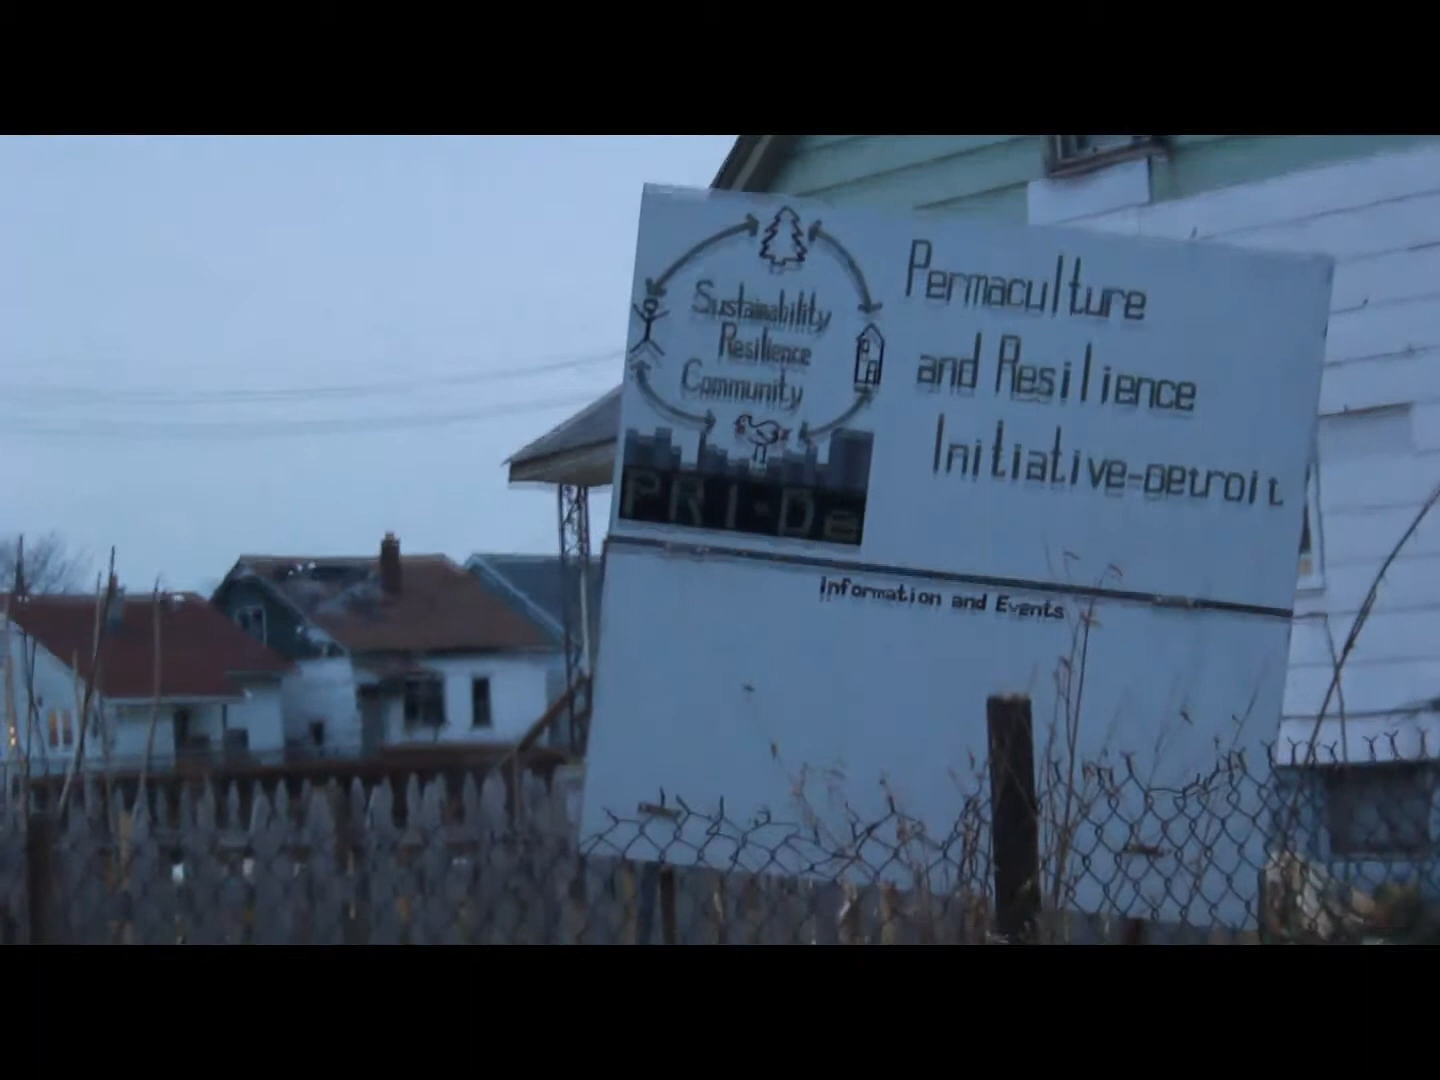 Sustainability
Resilience
Community
PRI-De
Permaculture
and Resilience
Initiative-Detroit
Information and Events